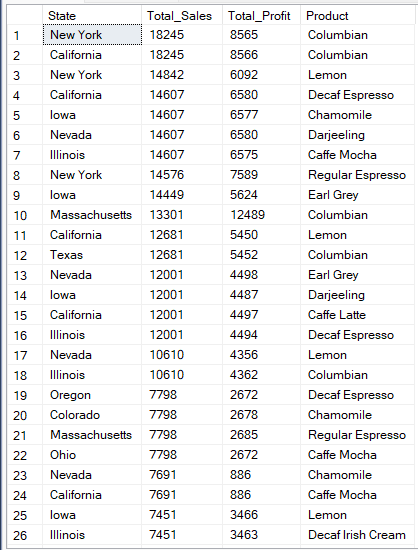 State Total_Sales Total_Profit Product
1 New York 18245 8565 Columbian
2 California 18245 8566 Columbian
3 New York 14842 6092 Lemon
4 California 14607 6580 Decaf Espresso
5 Iowa 14607 6577 Chamomile
6 Nevada 14607 6580 Darjeeling
7 Illinois 14607 6575 Caffe Mocha
8 New York 14576 7589 Regular Espresso
9 Iowa 14449 5624 Earl Grey
10 Massachusetts 13301 12489 Columbian
11 California 12681 5450 Lemon
12 Texas 12681 5452 Columbian
13 Nevada 12001 4498 Earl Grey
14 Iowa 12001 4487 Darjeeling
15 California 12001 4497 Caffe Latte
16 Illinois 12001 4494 Decaf Espresso
17 Nevada 10610 4356 Lemon
18 Illinois 10610 4362 Columbian
19 Oregon 7798 2672 Decaf Espresso
20 Colorado 7798 2678 Chamomile
21 Massachusetts 7798 2685 Regular Espresso
22 Ohio 7798 2672 Caffe Mocha
23 Nevada 7691 886 Chamomile
24 California 7691 886 Caffe Mocha
25 Iowa 7451 3466 Lemon
26 Illinois 7451 3463 Decaf Irish Cream